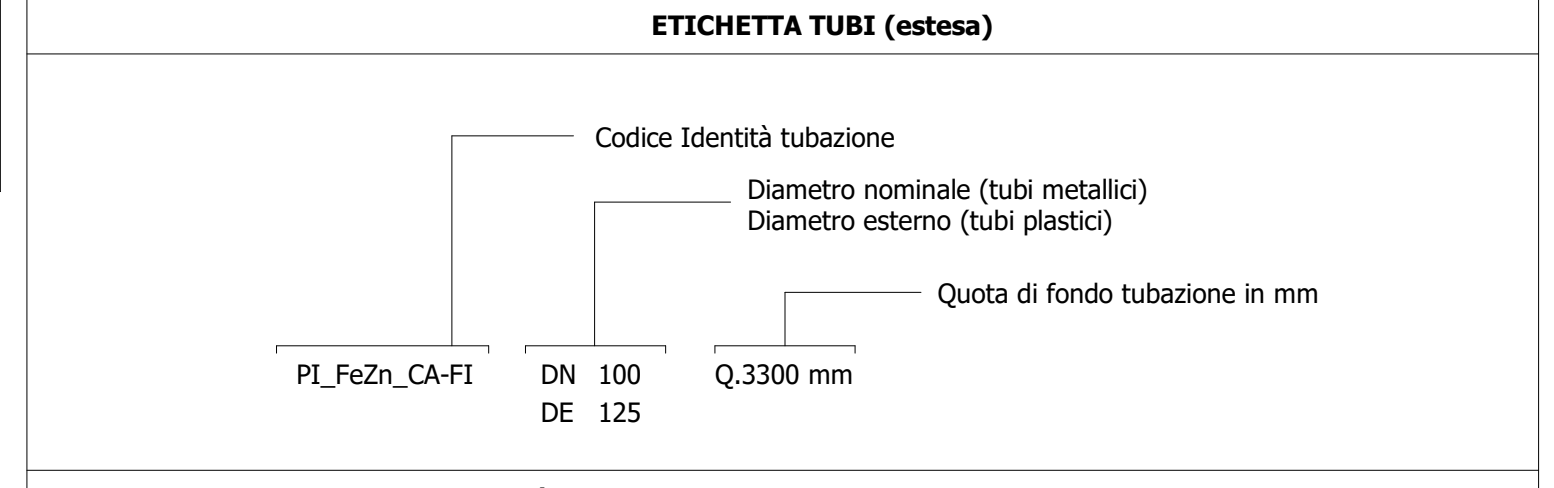 ETICHETTA TUBI (estesa)
Codice Identità tubazione
Diametro nominale (tubi metallici)
Diametro esterno (tubi plastici)
Quota di fondo tubazione in mm
PI_FeZn_CA-FI DN 100 Q.3300 mm
DE 125